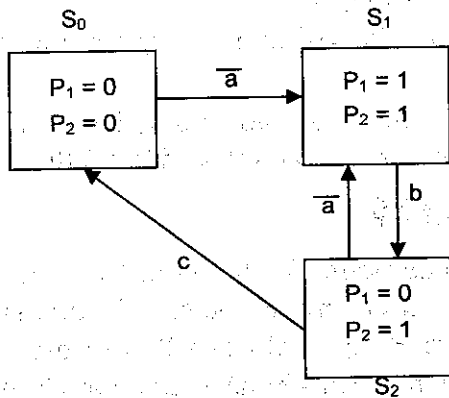 S₀
S₁
P₁ = 0
P₂ = 0
a̅
P₁ = 1
P₂ = 1
a̅
b
c
P₁ = 0
P₂ = 1
S₂